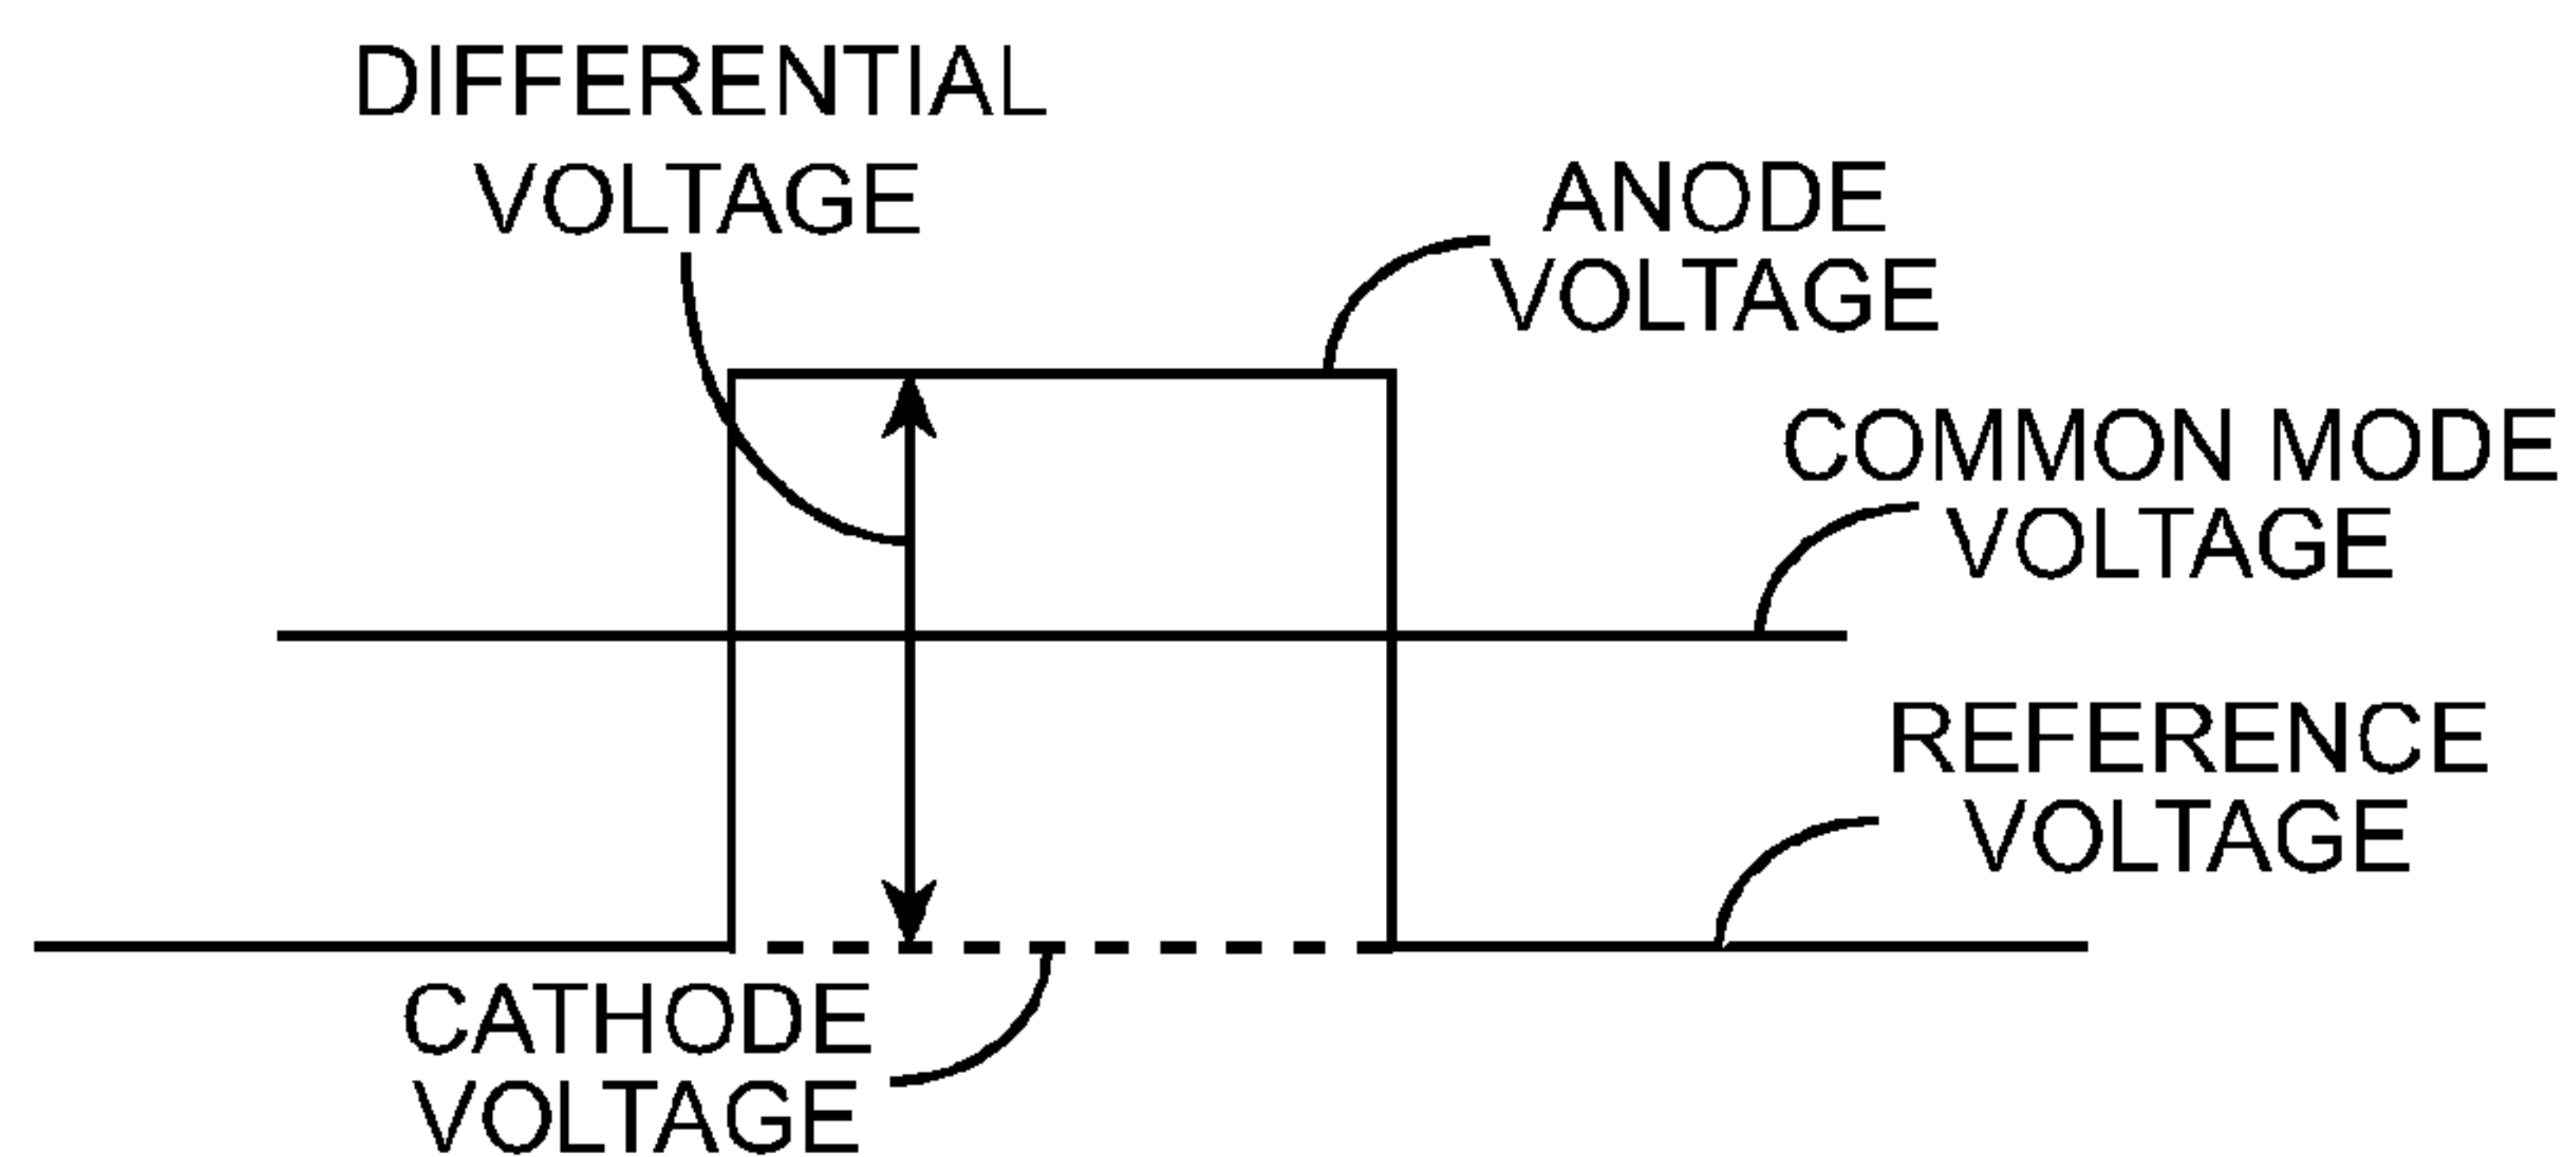 DIFFERENTIAL
VOLTAGE
ANODE
VOLTAGE
COMMON MODE
VOLTAGE
REFERENCE
VOLTAGE
CATHODE
VOLTAGE